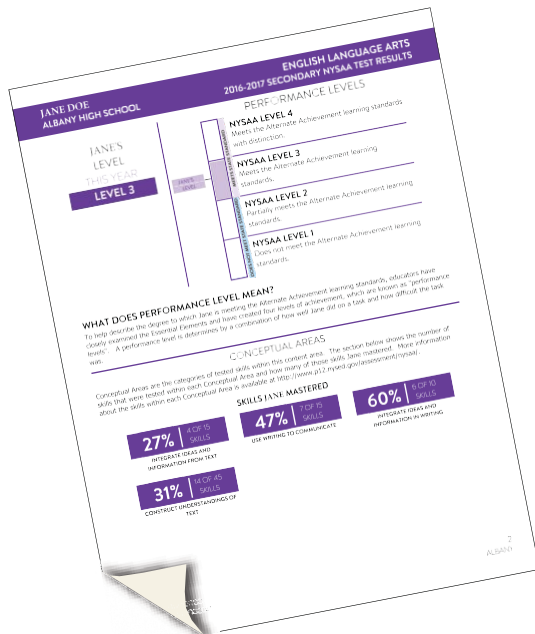 JANE DOE
ALBANY HIGH SCHOOL
ENGLISH LANGUAGE ARTS
2016-2017 SECONDARY NYSAA TEST RESULTS
JANE'S
LEVEL
THIS YEAR
LEVEL 3
JANE'S
LEVEL
PERFORMANCE LEVELS
NYSAA LEVEL 4
Meets the Alternate Achievement learning standards
with distinction.
NYSAA LEVEL 3
Meets the Alternate Achievement learning
standards.
NYSAA LEVEL 2
Partially meets the Alternate Achievement learning
standards.
NYSAA LEVEL 1
Does not meet the Alternate Achievement learning
standards.
WHAT DOES PERFORMANCE LEVEL MEAN?
To help describe the degree to which Jane is meeting the Alternate Achievement learning standards, educators have
closely examined the Essential Elements and have created four levels of achievement, which are known as "performance
levels". A performance level is determines by a combination of how well Jane did on a task and how difficult the task
was.
CONCEPTUAL AREAS
Conceptual Areas are the categories of tested skills within this content area. The section below shows the number of
skills that were tested within each Conceptual Area and how many of those skills Jane mastered. More information
about the skills within each Conceptual Area is available at http://www.p12.nysed.gov/assessment/nysaa/.
SKILLS JANE MASTERED
27%
4 OF 15
SKILLS
INTEGRATE IDEAS AND
INFORMATION FROM TEXT
47%
7 OF 15
SKILLS
USE WRITING TO COMMUNICATE
60%
6 OF 10
SKILLS
INTEGRATE IDEAS AND
INFORMATION IN WRITING
31%
14 OF 45
SKILLS
CONSTRUCT UNDERSTANDINGS OF
TEXT
2
ALBANY